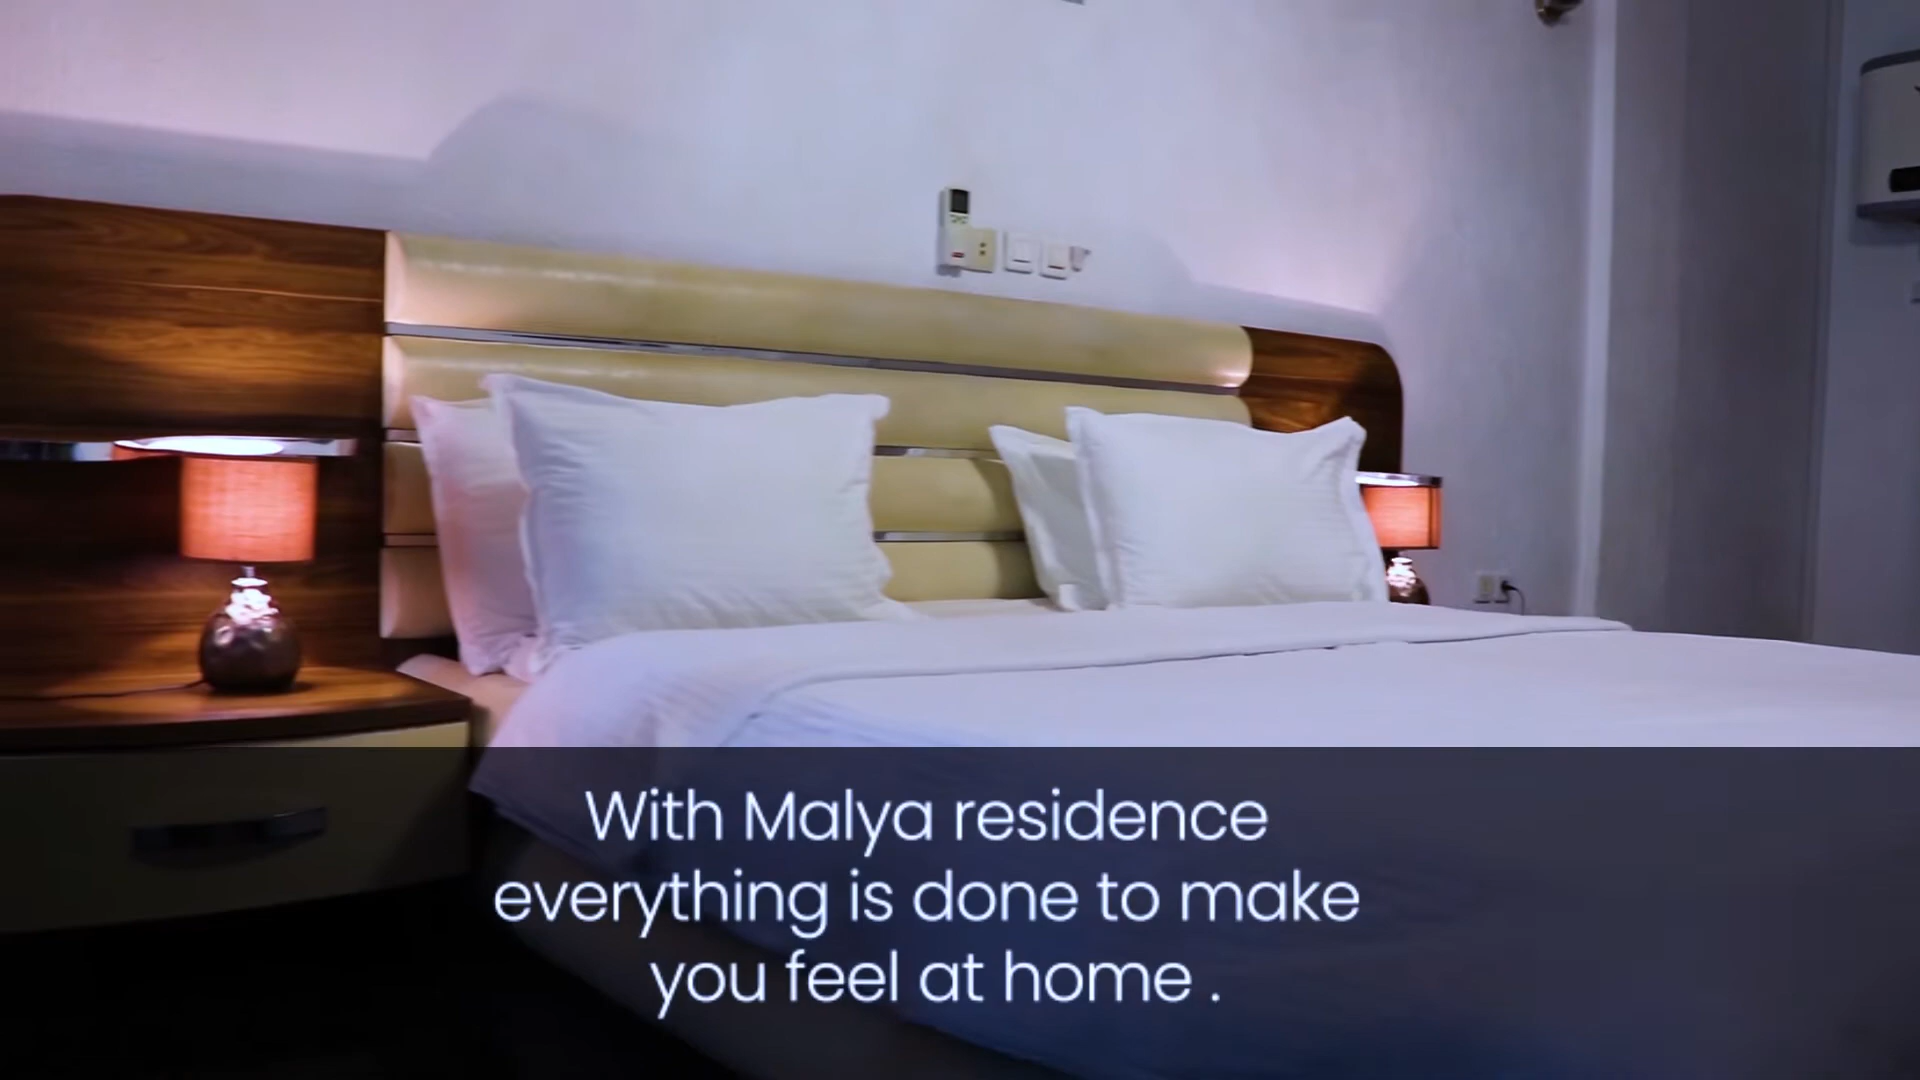 With Malya residence
everything is done to make
you feel at home .